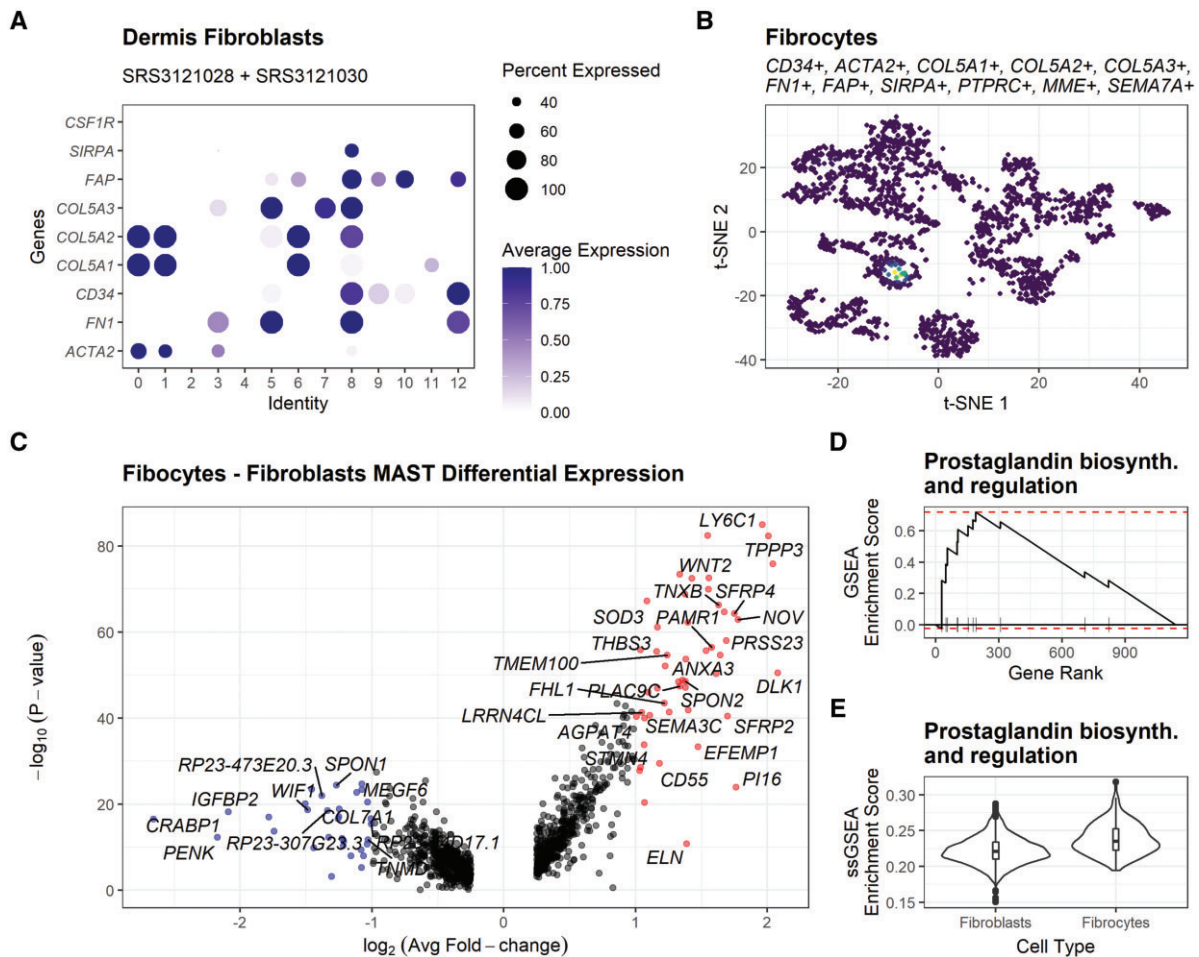 A
Dermis Fibroblasts
SRS3121028 + SRS3121030
CSF1R
SIRPA
FAP
COL5A3
COL5A2
COL5A1
CD34
FN1
ACTA2
Genes
0 1 2 3 4 5 6 7 8 9 10 11 12
Identity
Percent Expressed
40
60
80
100
Average Expression
1.00
0.75
0.50
0.25
0.00
B
Fibrocytes
CD34+, ACTA2+, COL5A1+, COL5A2+, COL5A3+,
FN1+, FAP+, SIRPA+, PTPRC+, MME+, SEMA7A+
20
0
-20
-40
t-SNE 2
-20 0 20 40
t-SNE 1
C
Fibocytes - Fibroblasts MAST Differential Expression
80
60
40
20
0
−log10 (P − value)
LY6C1
TPPP3
WNT2
TNXB SFRP4
SOD3 PAMR1 NOV
THBS3 PRSS23
TMEM100 ANXA3
FHL1 PLAC9C SPON2 DLK1
LRRN4CL SEMA3C SFRP2
AGPAT4
STMN4 EFEMP1
CD55 PI16
ELN
RP23-473E20.3 SPON1
WIF1 MEGF6
IGFBP2 COL7A1
CRABP1
PENK RP23-307G23.3 D17.1
TNMD
-2 -1 0 1 2
log2 (Avg Fold − change)
D
Prostaglandin biosynth.
and regulation
GSEA
Enrichment Score
0.6
0.4
0.2
0.0
0 300 600 900
Gene Rank
E
Prostaglandin biosynth.
and regulation
ssGSEA
Enrichment Score
0.30
0.25
0.20
0.15
Fibroblasts Fibrocytes
Cell Type